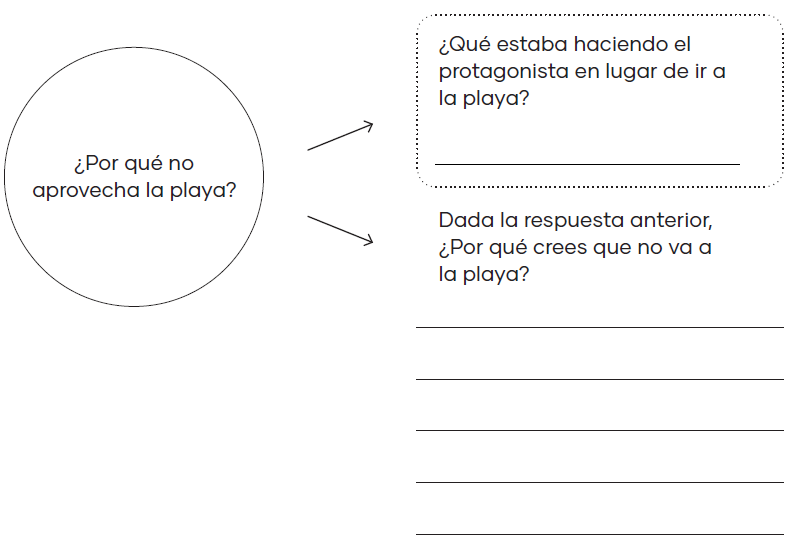 ¿Por qué no
aprovecha la playa?
¿Qué estaba haciendo el
protagonista en lugar de ir a
la playa?
Dada la respuesta anterior,
¿Por qué crees que no va a
la playa?